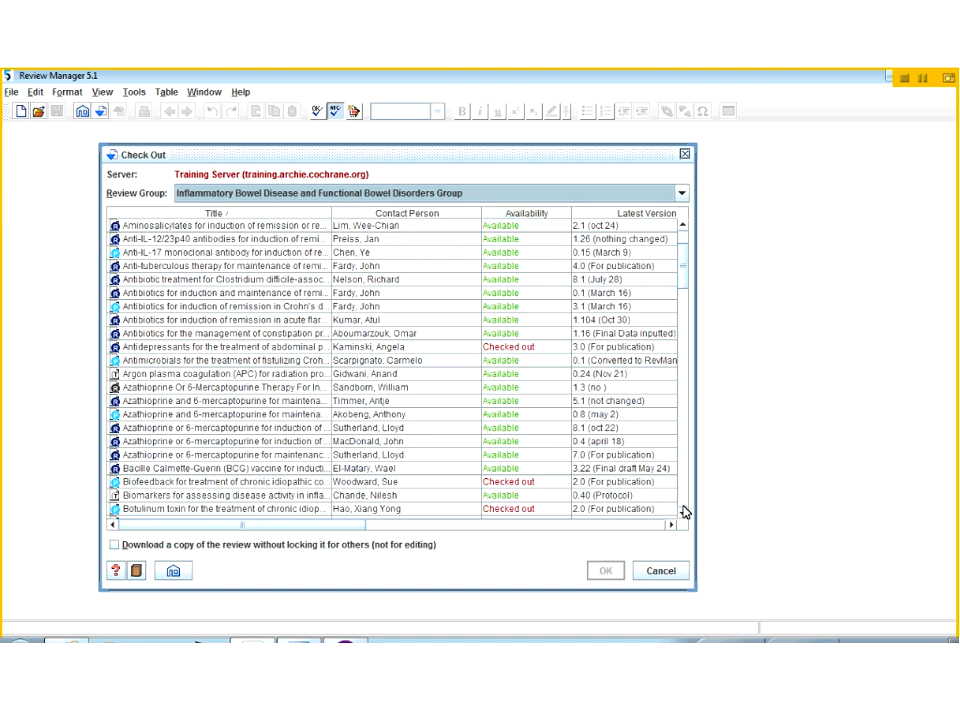 Review Manager 5.1
File Edit Format View Tools Table Window Help
Check Out
Server: Training Server (training.archie.cochrane.org)
Review Group: Inflammatory Bowel Disease and Functional Bowel Disorders Group
Title / Contact Person Availability Latest Version
Aminosalicylates for induction of remission or re... Lim, Wee-Chian Available 2.1 (oct 24)
Anti-IL-12/23p40 antibodies for induction of remi... Preiss, Jan Available 1.26 (nothing changed)
Anti-IL-17 monoclonal antibody for induction of re... Chen, Ye Available 0.15 (March 9)
Anti-tuberculous therapy for maintenance of remi... Fardy, John Available 4.0 (For publication)
Antibiotic treatment for Clostridium difficile-assoc... Nelson, Richard Available 8.1 (July 28)
Antibiotics for induction and maintenance of remi... Fardy, John Available 0.1 (March 16)
Antibiotics for induction of remission in Crohn's d... Fardy, John Available 3.1 (March 16)
Antibiotics for induction of remission in acute flar... Kumar, Atul Available 1.104 (Oct 30)
Antibiotics for the management of constipation pr... Aboumarzouk, Omar Available 1.16 (Final Data inputted)
Antidepressants for the treatment of abdominal p... Kaminski, Angela Checked out 3.0 (For publication)
Antimicrobials for the treatment of fistulizing Croh... Scarpignato, Carmelo Available 0.1 (Converted to RevMan
Argon plasma coagulation (APC) for radiation pro... Gidwani, Anand Available 0.24 (Nov 21)
Azathioprine Or 6-Mercaptopurine Therapy For In... Sandborn, William Available 1.3 (no )
Azathioprine and 6-mercaptopurine for maintena... Timmer, Antje Available 5.1 (not changed)
Azathioprine and 6-mercaptopurine for maintena... Akobeng, Anthony Available 0.8 (may 2)
Azathioprine or 6-mercaptopurine for induction of ... Sutherland, Lloyd Available 8.1 (oct 22)
Azathioprine or 6-mercaptopurine for induction of ... MacDonald, John Available 0.4 (april 18)
Azathioprine or 6-mercaptopurine for maintenanc... Sutherland, Lloyd Available 7.0 (For publication)
Bacille Calmette-Guerin (BCG) vaccine for inducti... El-Matary, Wael Available 3.22 (Final draft May 24)
Biofeedback for treatment of chronic idiopathic co... Woodward, Sue Checked out 2.0 (For publication)
Biomarkers for assessing disease activity in infla... Chande, Nilesh Available 0.40 (Protocol)
Botulinum toxin for the treatment of chronic idiop... Hao, Xiang Yong Checked out 2.0 (For publication)
Download a copy of the review without locking it for others (not for editing)
OK Cancel